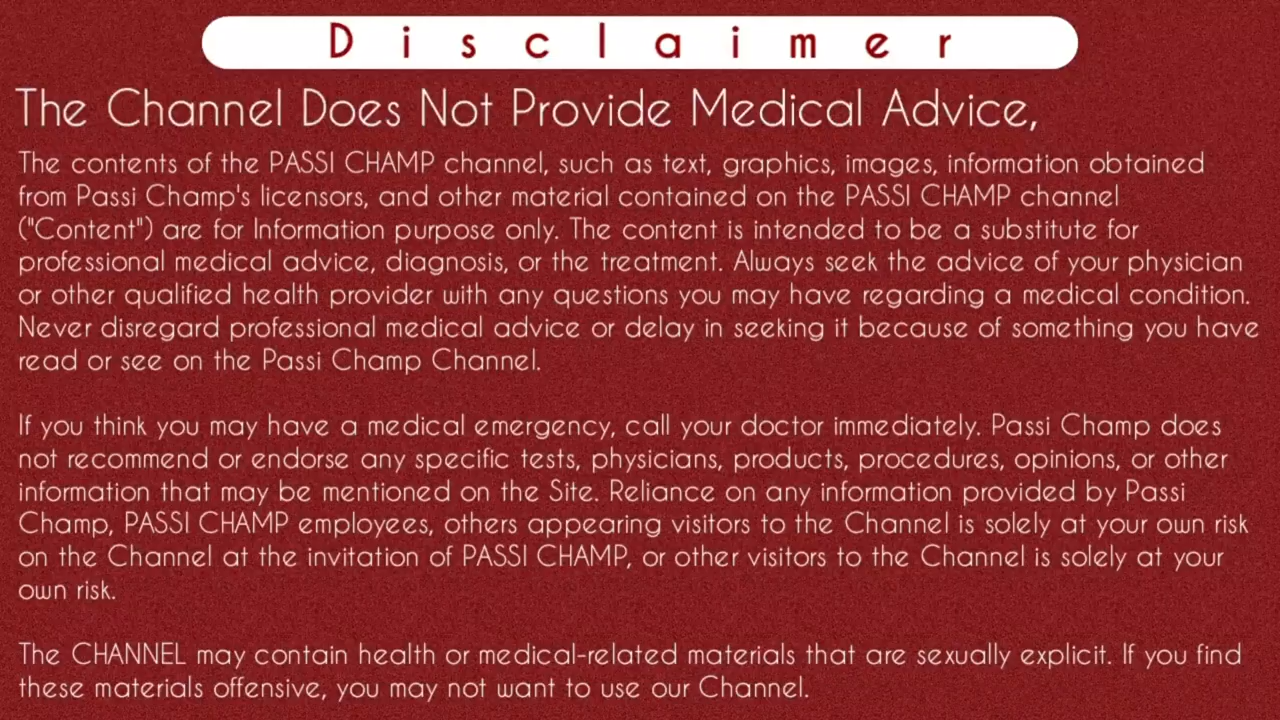 Disclaimer
The Channel Does Not Provide Medical Advice,
The contents of the PASSI CHAMP channel, such as text, graphics, images, information obtained
from Passi Champ's licensors, and other material contained on the PASSI CHAMP channel
("Content") are for Information purpose only. The content is intended to be a substitute for
professional medical advice, diagnosis, or the treatment. Always seek the advice of your physician
or other qualified health provider with any questions you may have regarding a medical condition.
Never disregard professional medical advice or delay in seeking it because of something you have
read or see on the Passi Champ Channel.
If you think you may have a medical emergency, call your doctor immediately. Passi Champ does
not recommend or endorse any specific tests, physicians, products, procedures, opinions, or other
information that may be mentioned on the Site. Reliance on any information provided by Passi
Champ, PASSI CHAMP employees, others appearing visitors to the Channel is solely at your own risk
on the Channel at the invitation of PASSI CHAMP, or other visitors to the Channel is solely at your
own risk.
The CHANNEL may contain health or medical-related materials that are sexually explicit. If you find
these materials offensive, you may not want to use our Channel.